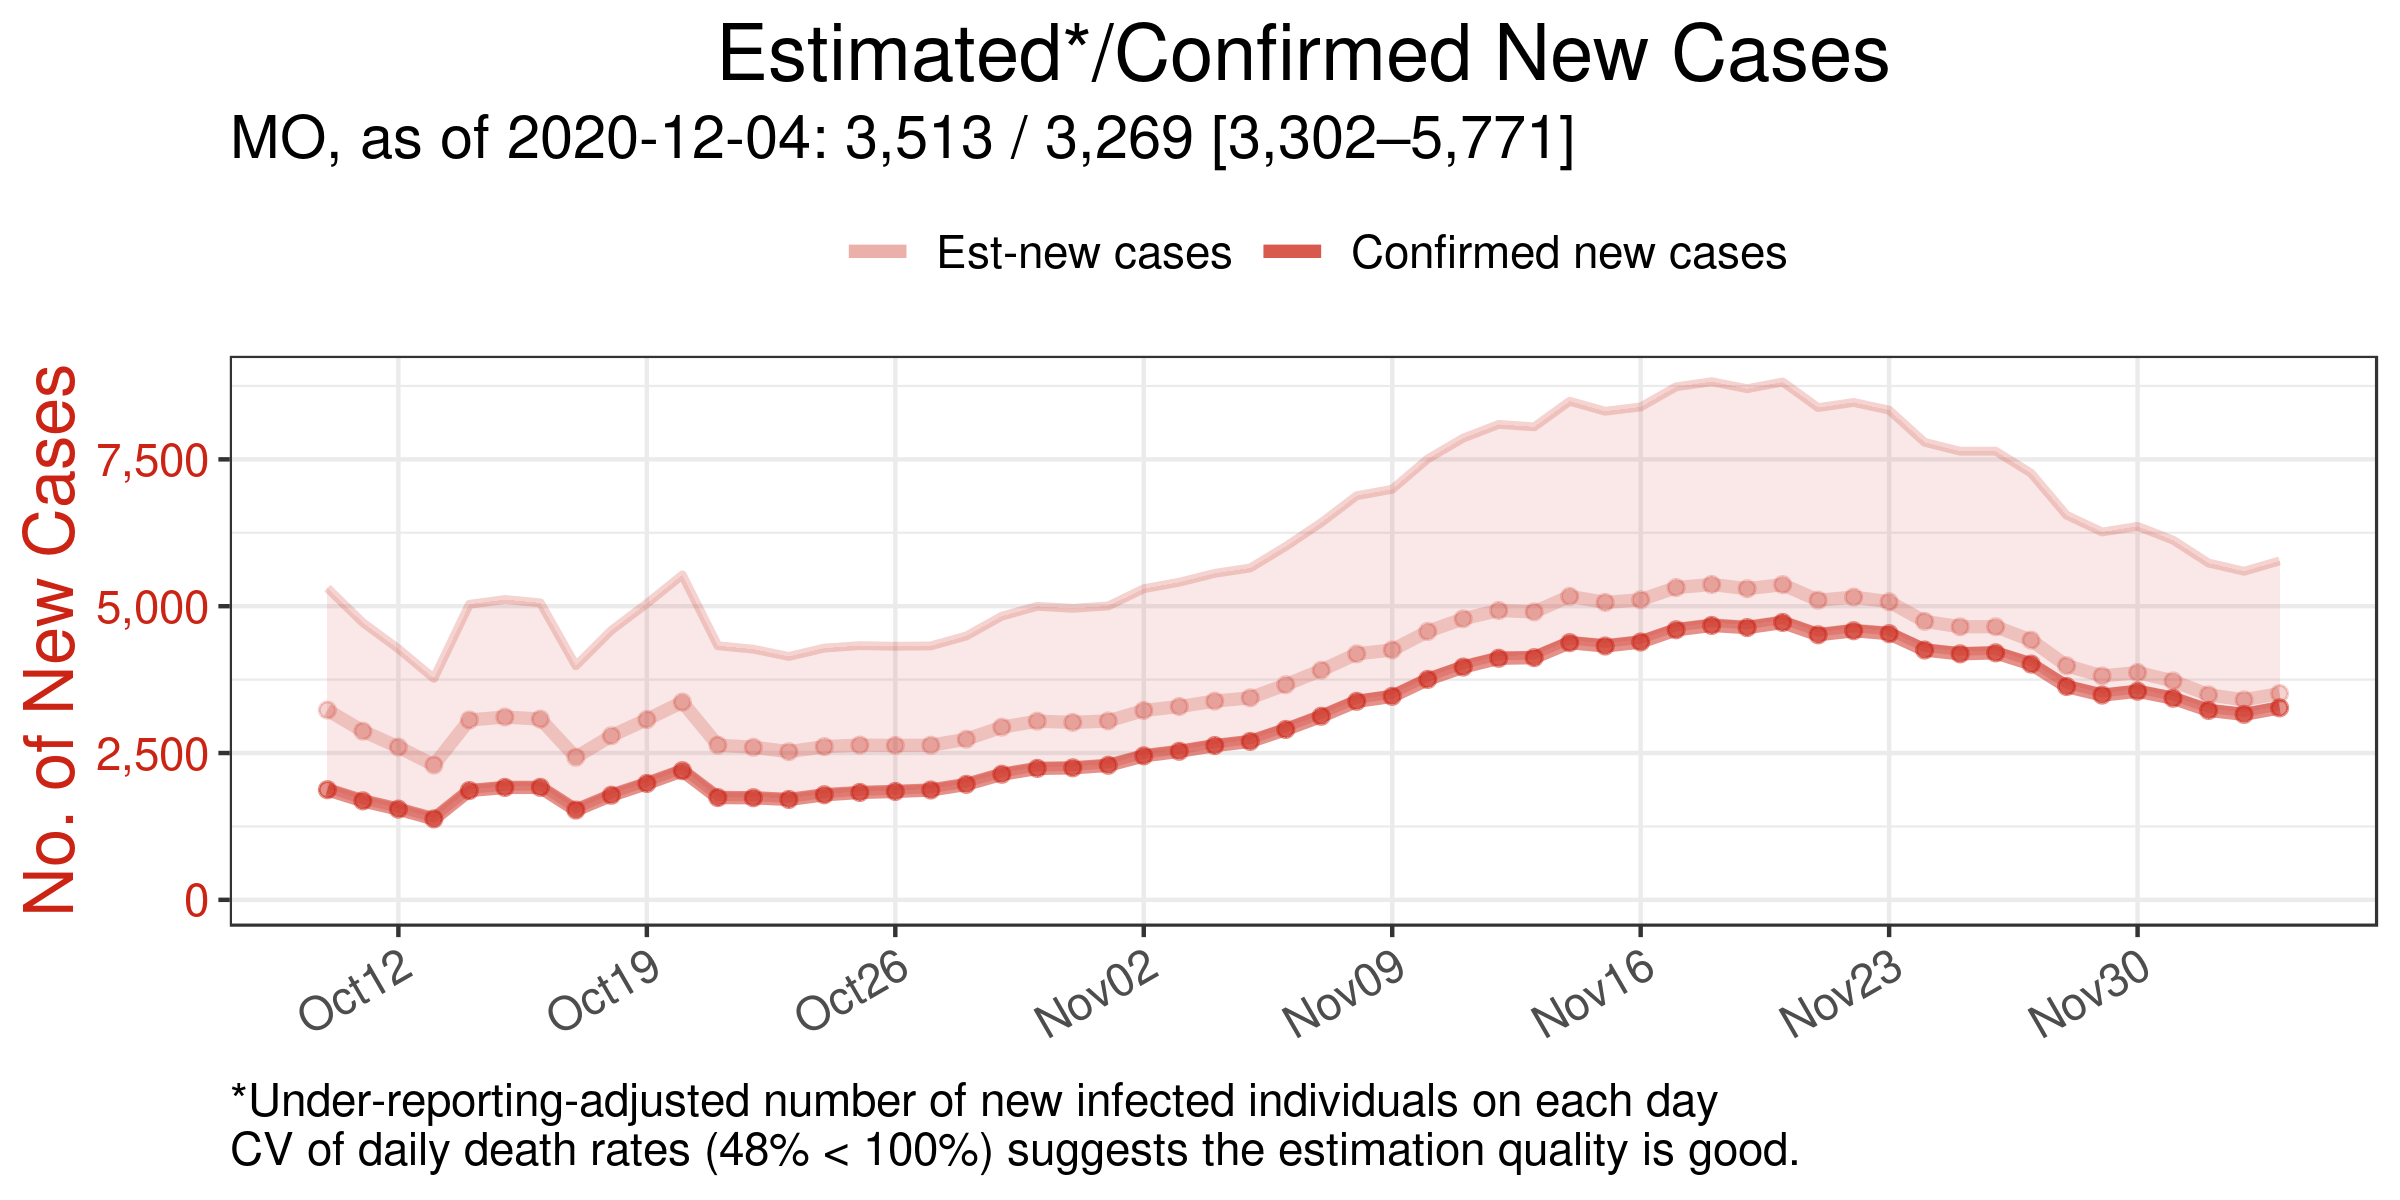 Estimated*/Confirmed New Cases
MO, as of 2020-12-04: 3,513 / 3,269 [3,302–5,771]
Est-new cases Confirmed new cases
No. of New Cases
7,500
5,000
2,500
0
Oct12 Oct19 Oct26 Nov02 Nov09 Nov16 Nov23 Nov30
*Under-reporting-adjusted number of new infected individuals on each day
CV of daily death rates (48% < 100%) suggests the estimation quality is good.